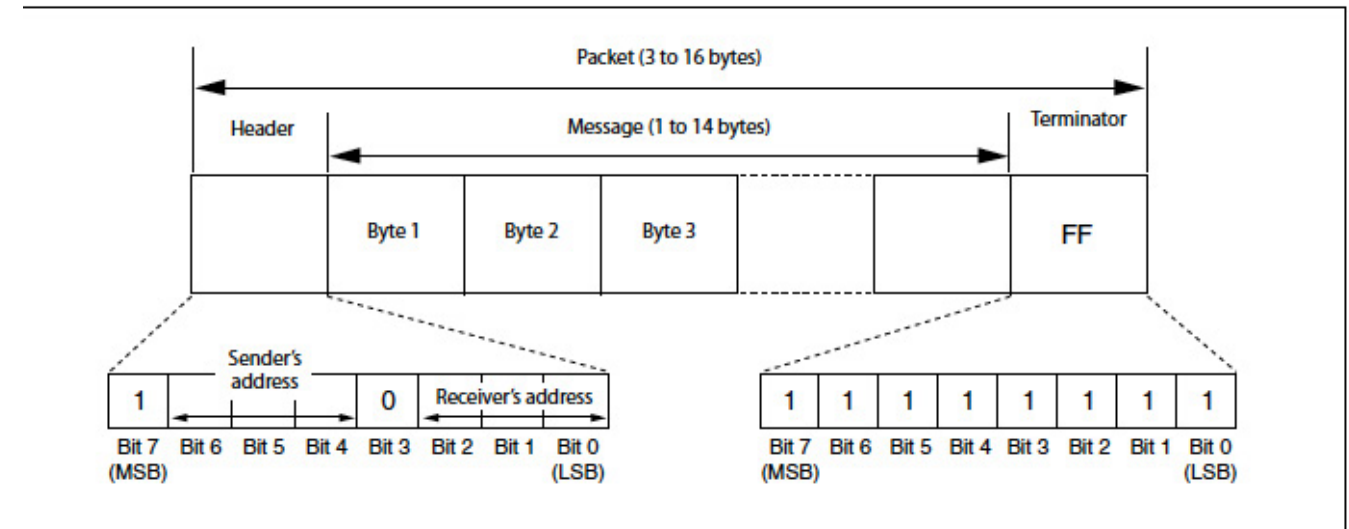 Packet (3 to 16 bytes)
Header
Message (1 to 14 bytes)
Terminator
Byte 1
Byte 2
Byte 3
FF
Sender's
address
1
0
Receiver's address
1 1 1 1 1 1 1 1
Bit 7 Bit 6 Bit 5 Bit 4 Bit 3 Bit 2 Bit 1 Bit 0
(MSB) (LSB)
Bit 7 Bit 6 Bit 5 Bit 4 Bit 3 Bit 2 Bit 1 Bit 0
(MSB) (LSB)